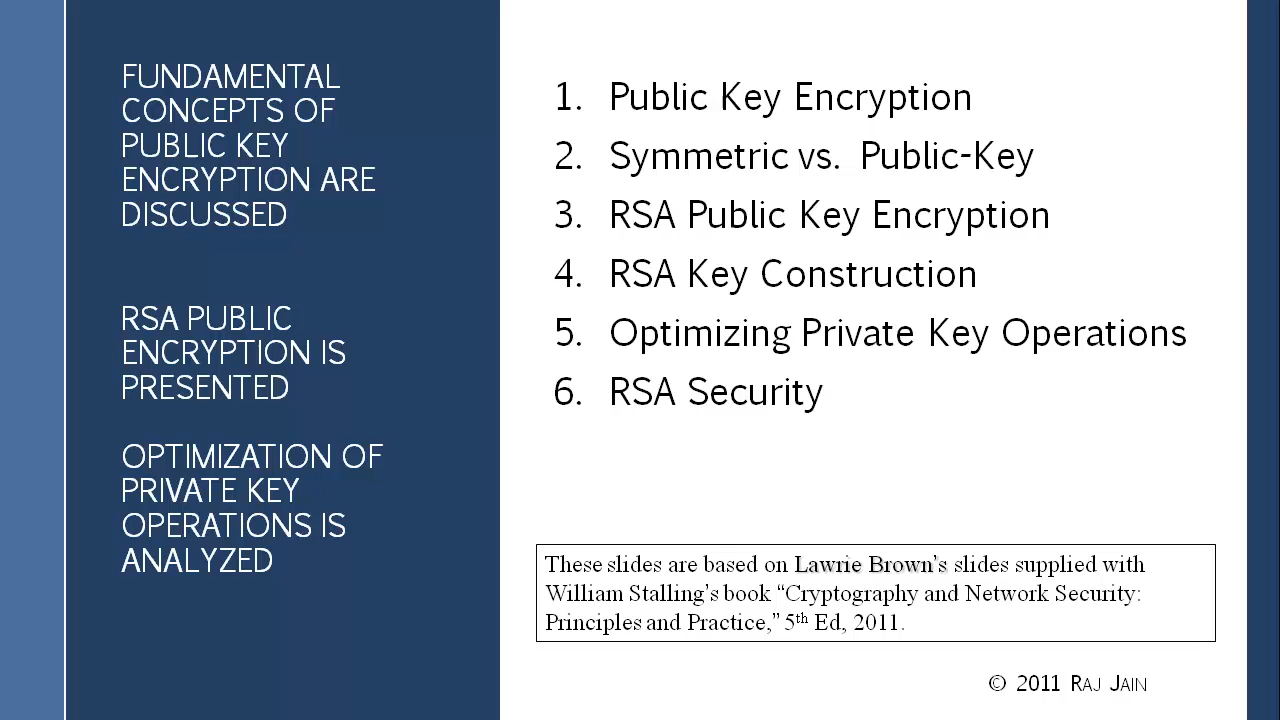 FUNDAMENTAL
CONCEPTS OF
PUBLIC KEY
ENCRYPTION ARE
DISCUSSED
RSA PUBLIC
ENCRYPTION IS
PRESENTED
OPTIMIZATION OF
PRIVATE KEY
OPERATIONS IS
ANALYZED
1. Public Key Encryption
2. Symmetric vs. Public-Key
3. RSA Public Key Encryption
4. RSA Key Construction
5. Optimizing Private Key Operations
6. RSA Security
These slides are based on Lawrie Brown's slides supplied with
William Stalling's book “Cryptography and Network Security:
Principles and Practice,” 5th Ed, 2011.
© 2011 RAJ JAIN